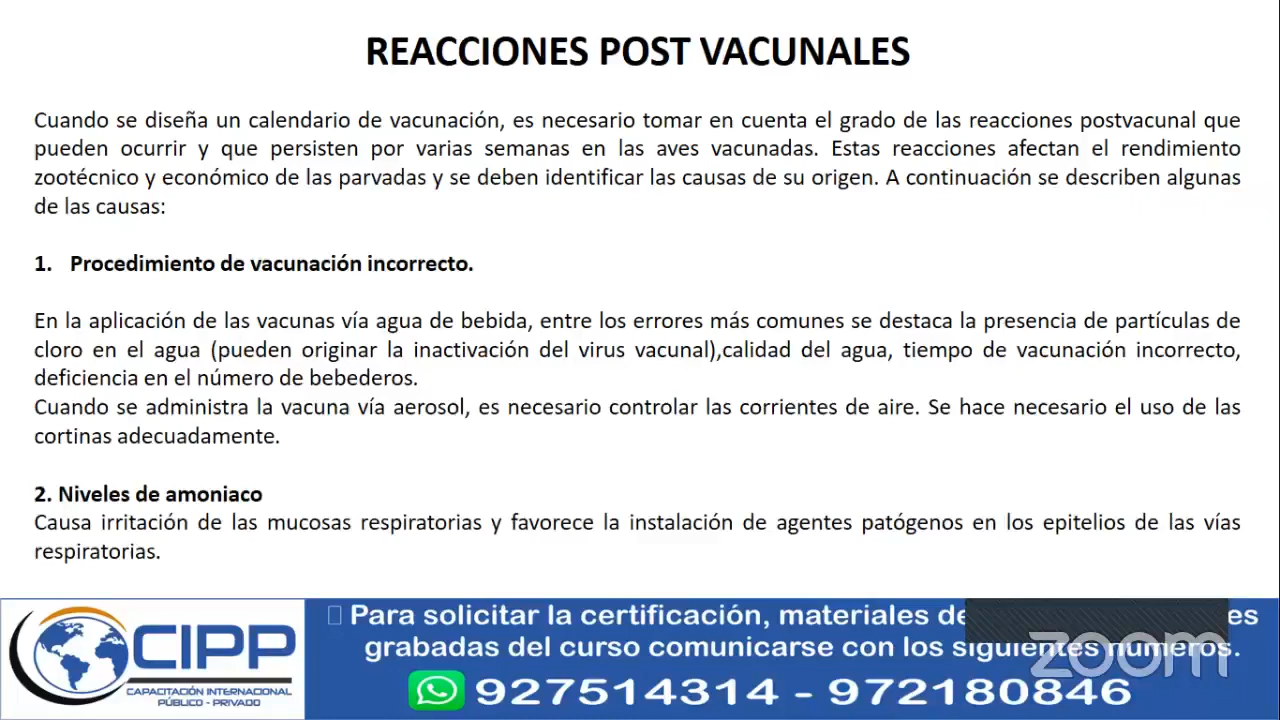 REACCIONES POST VACUNALES
Cuando se diseña un calendario de vacunación, es necesario tomar en cuenta el grado de las reacciones postvacunal que
pueden ocurrir y que persisten por varias semanas en las aves vacunadas. Estas reacciones afectan el rendimiento
zootécnico y económico de las parvadas y se deben identificar las causas de su origen. A continuación se describen algunas
de las causas:
1. Procedimiento de vacunación incorrecto.
En la aplicación de las vacunas vía agua de bebida, entre los errores más comunes se destaca la presencia de partículas de
cloro en el agua (pueden originar la inactivación del virus vacunal),calidad del agua, tiempo de vacunación incorrecto,
deficiencia en el número de bebederos.
Cuando se administra la vacuna vía aerosol, es necesario controlar las corrientes de aire. Se hace necesario el uso de las
cortinas adecuadamente.
2. Niveles de amoniaco
Causa irritación de las mucosas respiratorias y favorece la instalación de agentes patógenos en los epitelios de las vías
respiratorias.
CIPP
CAPACITACIÓN INTERNACIONAL
PÚBLICO - PRIVADO
Para solicitar la certificación, materiales de es
grabadas del curso comunicarse con los siguientes números.
zoom
927514314 - 972180846